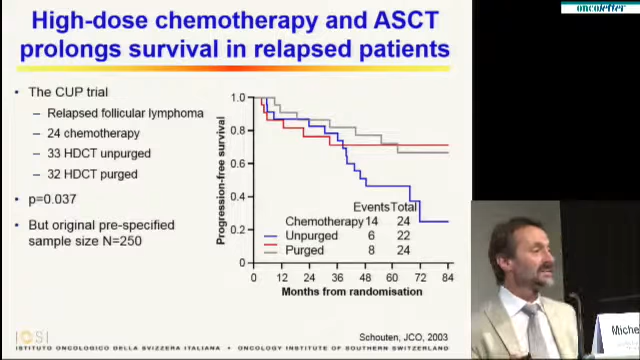 oncoletter
High-dose chemotherapy and ASCT
prolongs survival in relapsed patients
• The CUP trial
– Relapsed follicular lymphoma
– 24 chemotherapy
– 33 HDCT unpurged
– 32 HDCT purged
• p=0.037
• But original pre-specified
sample size N=250
Progression-free survival
1.0
0.8
0.6
0.4
0.2
0
Events Total
Chemotherapy 14 24
Unpurged 6 22
Purged 8 24
0 12 24 36 48 60 72 84
Months from randomisation
Schouten, JCO, 2003
IOSI
ISTITUTO ONCOLOGICO DELLA SVIZZERA ITALIANA • ONCOLOGY INSTITUTE OF SOUTHERN SWITZERLAND
Miche